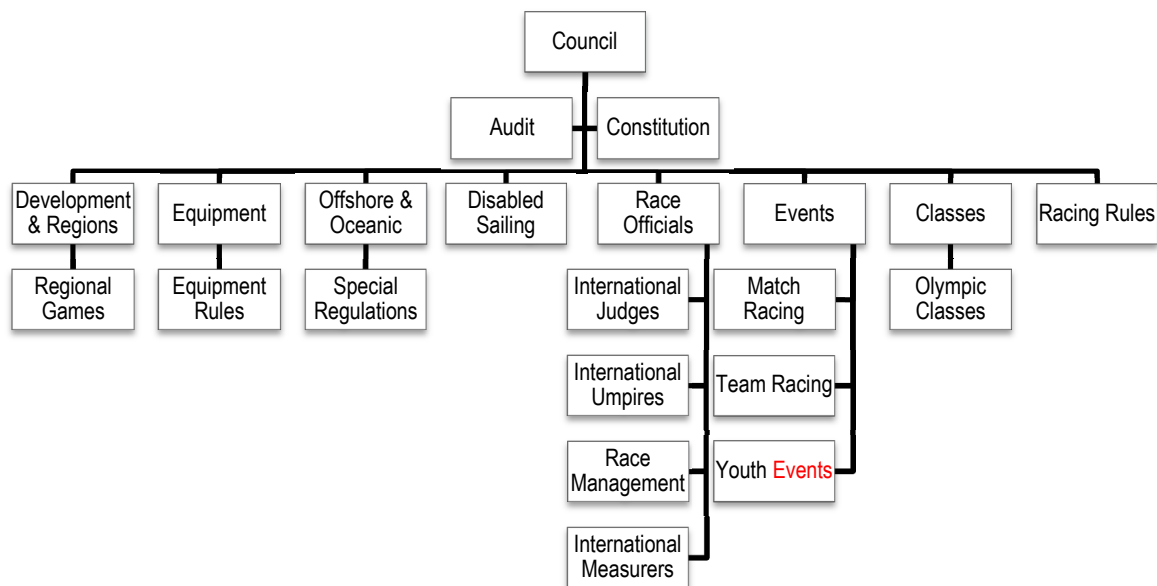 Council
Audit
Constitution
Development
& Regions
Equipment
Offshore &
Oceanic
Disabled
Sailing
Race
Officials
Events
Classes
Racing Rules
Regional
Games
Equipment
Rules
Special
Regulations
International
Judges
Match
Racing
Olympic
Classes
International
Umpires
Team Racing
Race
Management
Youth Events
International
Measurers